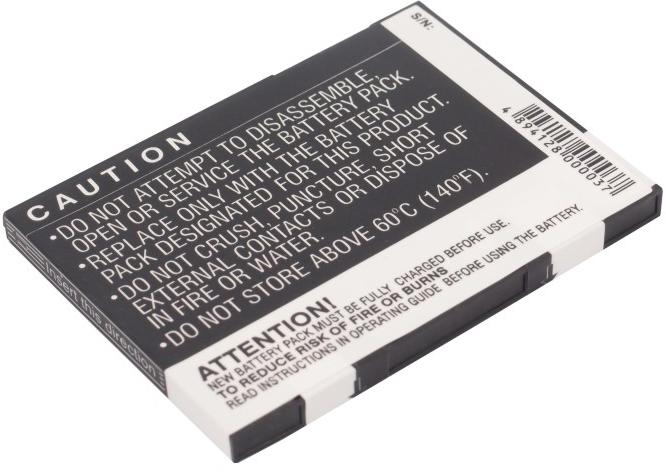 CAUTION
•DO NOT ATTEMPT TO DISASSEMBLE,
OPEN OR SERVICE THE BATTERY PACK.
•REPLACE ONLY WITH THE BATTERY
PACK DESIGNATED FOR THIS PRODUCT.
•DO NOT CRUSH, PUNCTURE, SHORT
EXTERNAL CONTACTS OR DISPOSE OF
IN FIRE OR WATER.
•DO NOT STORE ABOVE 60°C (140°F).
ATTENTION!
NEW BATTERY PACK MUST BE FULLY CHARGED BEFORE USE.
TO REDUCE RISK OF FIRE OR BURNS
READ INSTRUCTIONS IN OPERATING GUIDE BEFORE USING THE BATTERY.
S/N:
4 894128 000037
Insert this direction